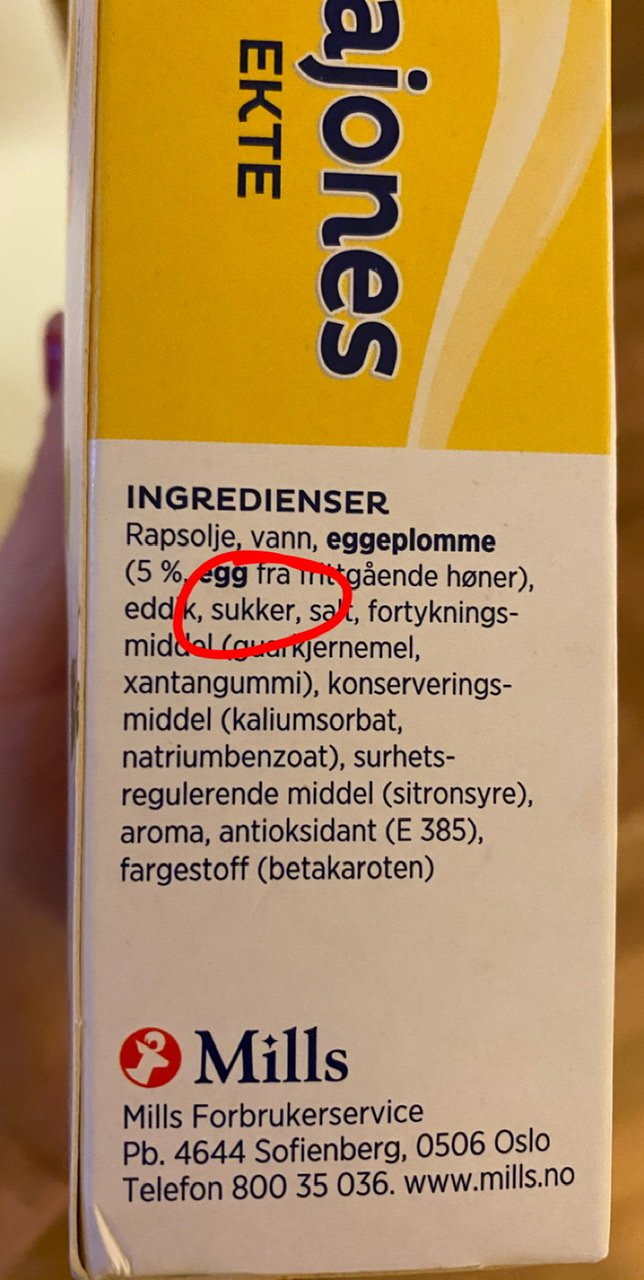 ajones
EKTE
INGREDIENSER
Rapsolje, vann, eggeplomme
(5 %, egg fra frittgående høner),
eddik, sukker, salt, fortyknings-
middel (guarkjernemel,
xantangummi), konserverings-
middel (kaliumsorbat,
natriumbenzoat), surhets-
regulerende middel (sitronsyre),
aroma, antioksidant (E 385),
fargestoff (betakaroten)
Mills
Mills Forbrukerservice
Pb. 4644 Sofienberg, 0506 Oslo
Telefon 800 35 036. www.mills.no